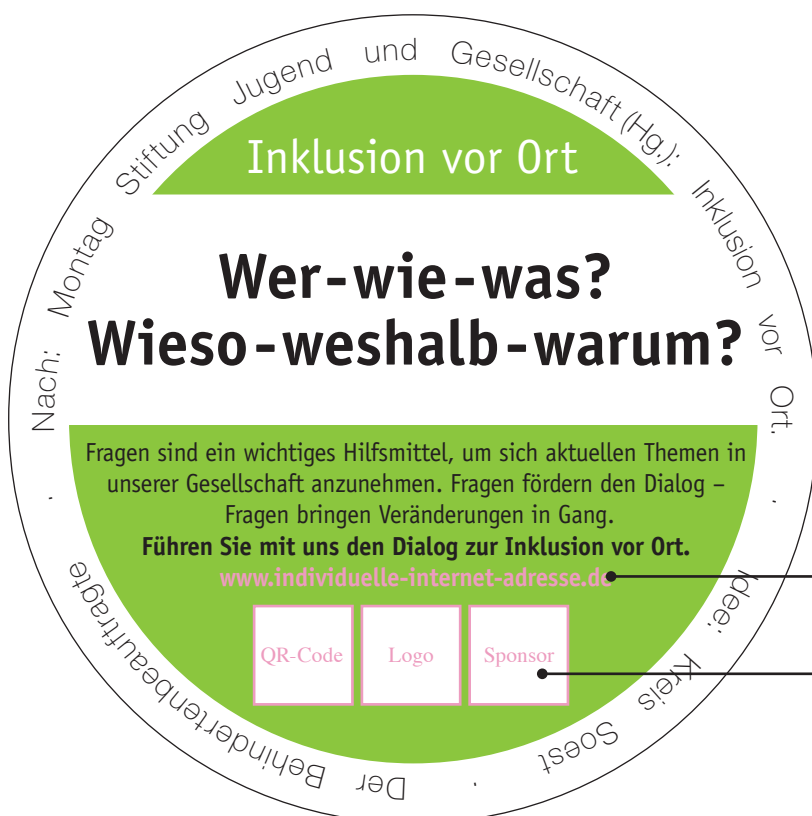 Nach: Montag Stiftung Jugend und Gesellschaft (Hg.): Inklusion vor Ort. · Idee: Kreis Soest · Der Behindertenbeauftragte ·
Inklusion vor Ort
Wer-wie-was?
Wieso-weshalb-warum?
Fragen sind ein wichtiges Hilfsmittel, um sich aktuellen Themen in
unserer Gesellschaft anzunehmen. Fragen fördern den Dialog –
Fragen bringen Veränderungen in Gang.
Führen Sie mit uns den Dialog zur Inklusion vor Ort.
www.individuelle-internet-adresse.de
QR-Code Logo Sponsor